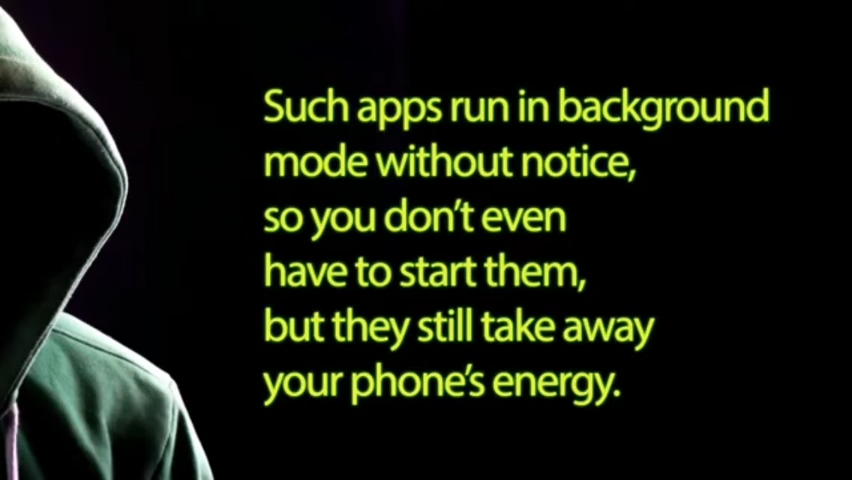 Such apps run in background
mode without notice,
so you don't even
have to start them,
but they still take away
your phone's energy.